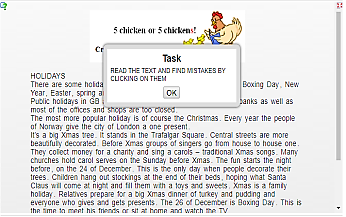 5 chicken or 5 chickens!
Cr
Task
READ THE TEXT AND FIND MISTAKES BY
CLICKING ON THEM
OK
HOLIDAYS
There are some holida Boxing Day, New
Year, Easter, spring a
Public holidays in GB a banks as well as
most of the offices and shops are too closed.
The most more popular holiday is of course the Christmas. Every year the people
of Norway give the city of London a one present.
It's a big Xmas tree. It stands in the Trafalgar Square. Central streets are more
beautifully decorated. Before Xmas groups of singers go from house to one house.
They collect money for a charity and sing a carols – traditional Xmas songs. Many
churches hold carol serves on the Sunday before Xmas. The fun starts the night
before, on the 24 of December. This is the only day when people decorate their
trees. Children hang out stockings at the end of their beds, hoping what Santa
Claus will come at night and fill them with a toys and sweets. Xmas is a family
holiday. Relatives prepare for a big Xmas dinner of turkey and pudding and
everyone who gives and gets presents. The 26 of December is Boxing Day. This is
the time to meet his friends or sit at home and watch the TV